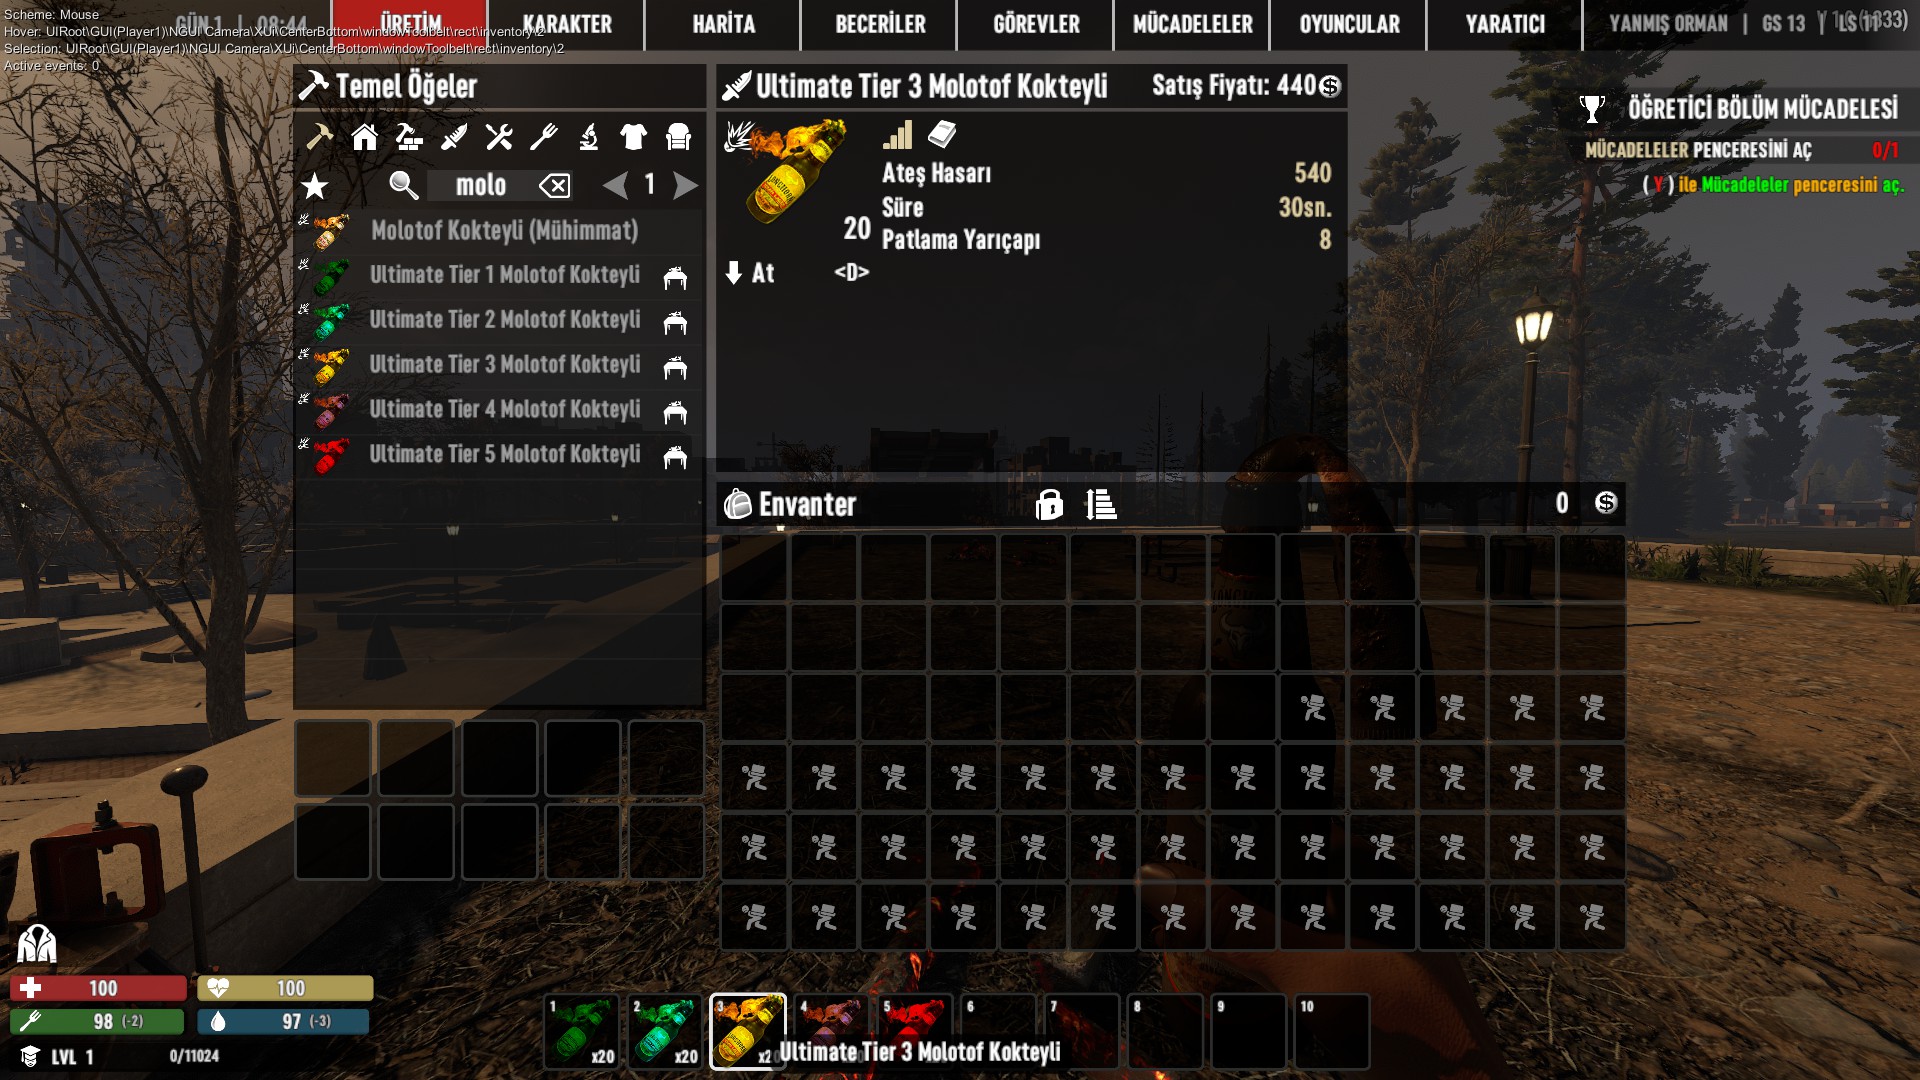 Scheme: Mouse
Hover: UIRoot\GUI(Player1)\NGUI Camera\XUi\CenterBottom\windowToolbelt\rect\inventory\2
Selection: UIRoot\GUI(Player1)\NGUI Camera\XUi\CenterBottom\windowToolbelt\rect\inventory\2
Active events: 0
GÜN 1 | 08:44
ÜRETİM
KARAKTER
HARİTA
BECERİLER
GÖREVLER
MÜCADELELER
OYUNCULAR
YARATICI
YANMIŞ ORMAN | GS 13 | LS
Temel Öğeler
molo
1
Molotof Kokteyli (Mühimmat)
Ultimate Tier 1 Molotof Kokteyli
Ultimate Tier 2 Molotof Kokteyli
Ultimate Tier 3 Molotof Kokteyli
Ultimate Tier 4 Molotof Kokteyli
Ultimate Tier 5 Molotof Kokteyli
Ultimate Tier 3 Molotof Kokteyli
Satış Fiyatı: 440
Ateş Hasarı 540
Süre 30sn.
20
Patlama Yarıçapı 8
At <D>
ÖĞRETİCİ BÖLÜM MÜCADELESİ
MÜCADELELER PENCERESİNİ AÇ 0/1
( Y ) ile Mücadeleler penceresini aç.
Envanter
0
100
100
98 (-2)
97 (-3)
LVL 1
0/11024
1
x20
2
x20
3
4
5
6
7
8
9
10
Ultimate Tier 3 Molotof Kokteyli